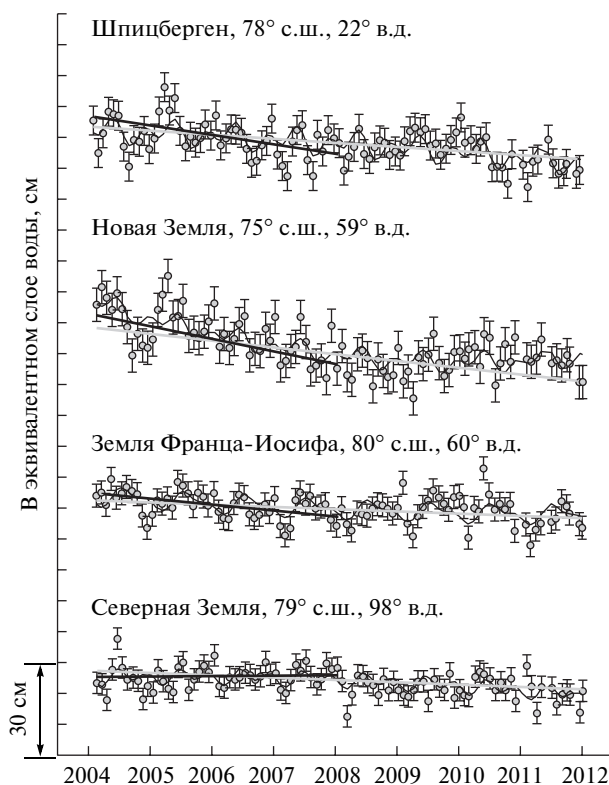 Шпицберген, 78° с.ш., 22° в.д.
Новая Земля, 75° с.ш., 59° в.д.
Земля Франца-Иосифа, 80° с.ш., 60° в.д.
Северная Земля, 79° с.ш., 98° в.д.
В эквивалентном слое воды, см
30 см
2004 2005 2006 2007 2008 2009 2010 2011 2012